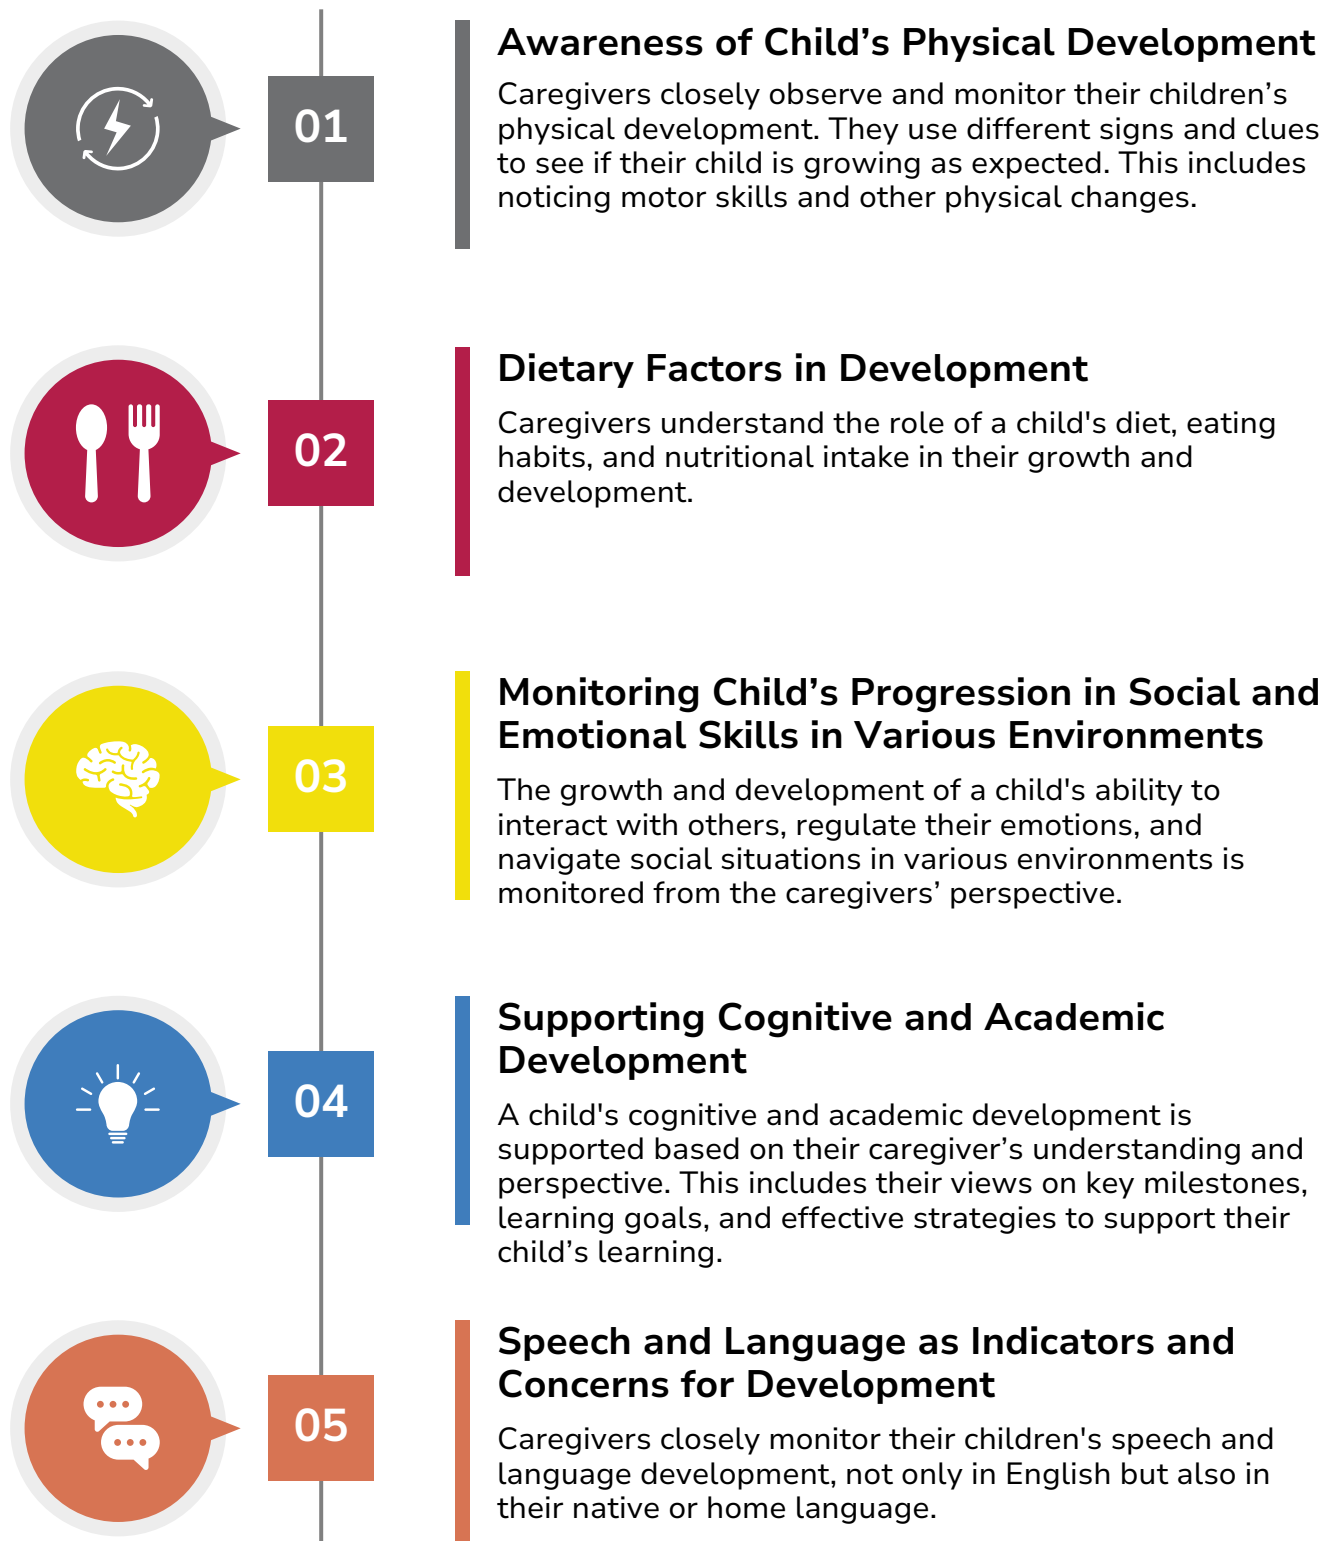 01
Awareness of Child’s Physical Development
Caregivers closely observe and monitor their children’s
physical development. They use different signs and clues
to see if their child is growing as expected. This includes
noticing motor skills and other physical changes.
02
Dietary Factors in Development
Caregivers understand the role of a child's diet, eating
habits, and nutritional intake in their growth and
development.
03
Monitoring Child’s Progression in Social and
Emotional Skills in Various Environments
The growth and development of a child's ability to
interact with others, regulate their emotions, and
navigate social situations in various environments is
monitored from the caregivers’ perspective.
04
Supporting Cognitive and Academic
Development
A child's cognitive and academic development is
supported based on their caregiver’s understanding and
perspective. This includes their views on key milestones,
learning goals, and effective strategies to support their
child’s learning.
05
Speech and Language as Indicators and
Concerns for Development
Caregivers closely monitor their children's speech and
language development, not only in English but also in
their native or home language.